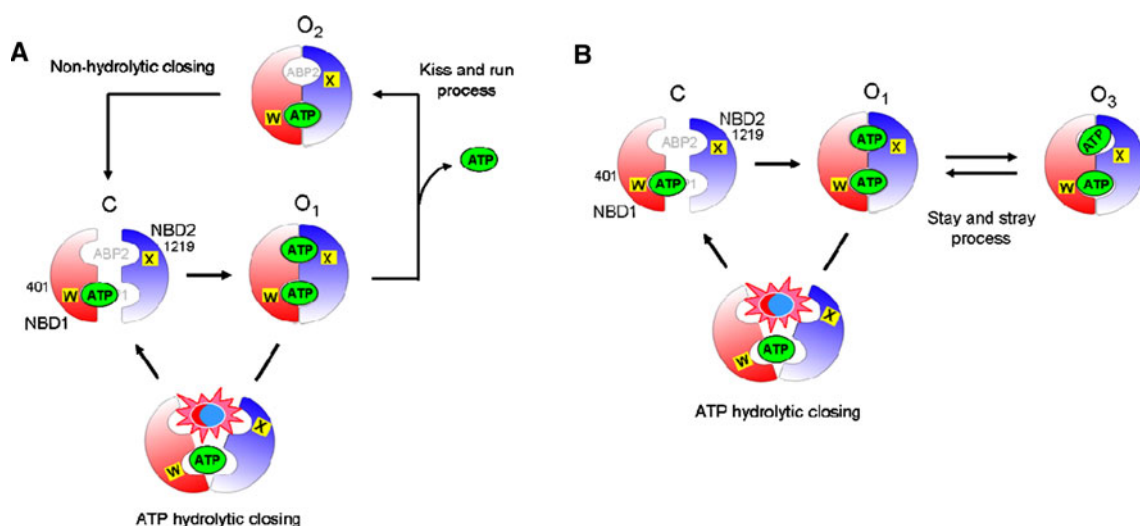 A
O2
Non-hydrolytic closing
Kiss and run
process
ABP2
X
W
ATP
ATP
C
O1
NBD2
1219
ABP2
X
401
W
ATP
P1
NBD1
ATP
X
W
ATP
X
ATP
W
ATP hydrolytic closing
B
C
O1
O3
NBD2
1219
ABP2
X
401
W
ATP
P1
NBD1
ATP
X
W
ATP
ATP
X
W
ATP
Stay and stray
process
X
ATP
W
ATP hydrolytic closing